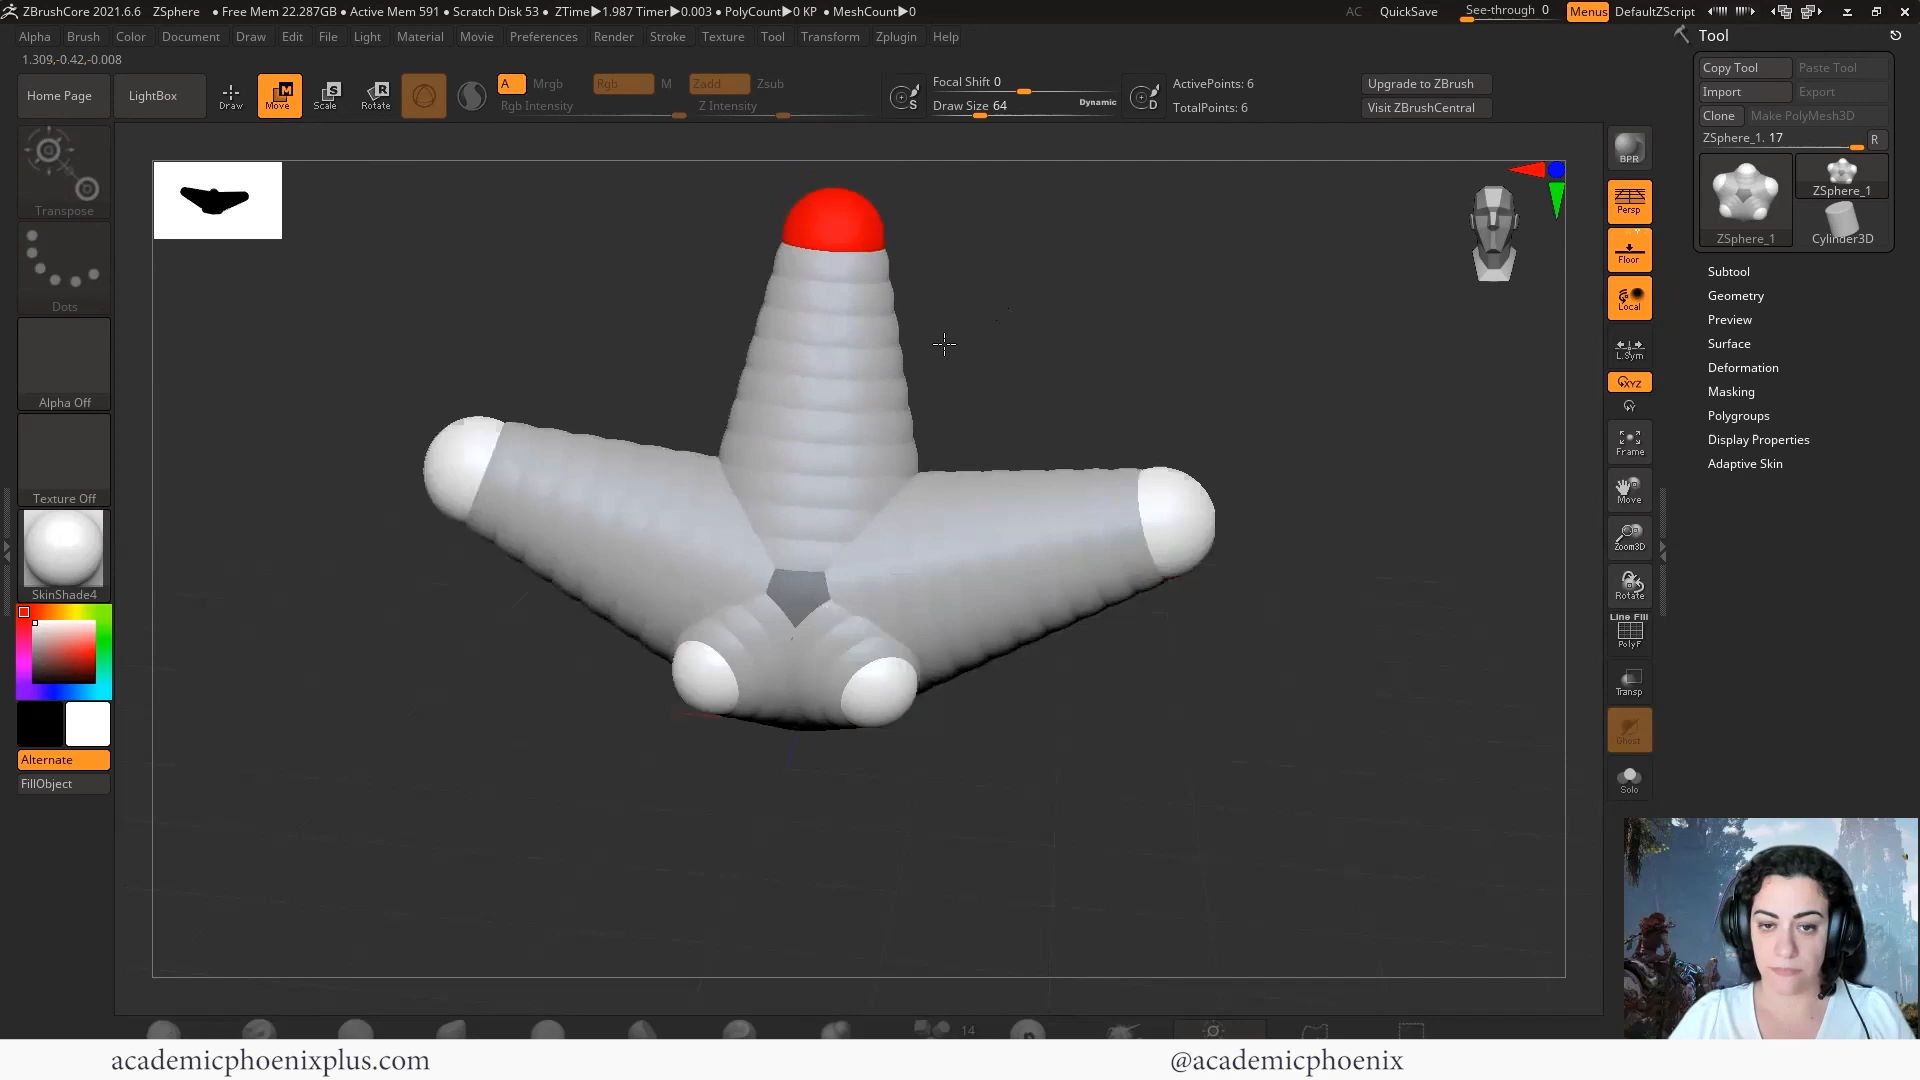 ZBrushCore 2021.6.6 ZSphere ● Free Mem 22.287GB ● Active Mem 591 ● Scratch Disk 53 ● ZTime▶1.987 Timer▶0.003 ● PolyCount▶0 KP ● MeshCount▶0 AC QuickSave See-through 0 Menus DefaultZScript
Alpha Brush Color Document Draw Edit File Light Material Movie Preferences Render Stroke Texture Tool Transform Zplugin Help
Tool
1.309,-0.42,-0.008
Copy Tool Paste Tool
Import Export
Clone Make PolyMesh3D
ZSphere_1. 17 R
ZSphere_1
ZSphere_1 Cylinder3D
Home Page LightBox Draw Move Scale Rotate
A Mrgb Rgb M Zadd Zsub
Rgb Intensity Z Intensity
Focal Shift 0
Draw Size 64 Dynamic
S D
ActivePoints: 6
TotalPoints: 6
Upgrade to ZBrush
Visit ZBrushCentral
Transpose
Dots
Alpha Off
Texture Off
SkinShade4
Alternate
FillObject
BPR
Persp
Floor
Local
L.Sym
XYZ
Y
Frame
Move
Zoom3D
Rotate
Line Fill
PolyF
Transp
Ghost
Solo
Subtool
Geometry
Preview
Surface
Deformation
Masking
Polygroups
Display Properties
Adaptive Skin
14
academicphoenixplus.com
@academicphoenix